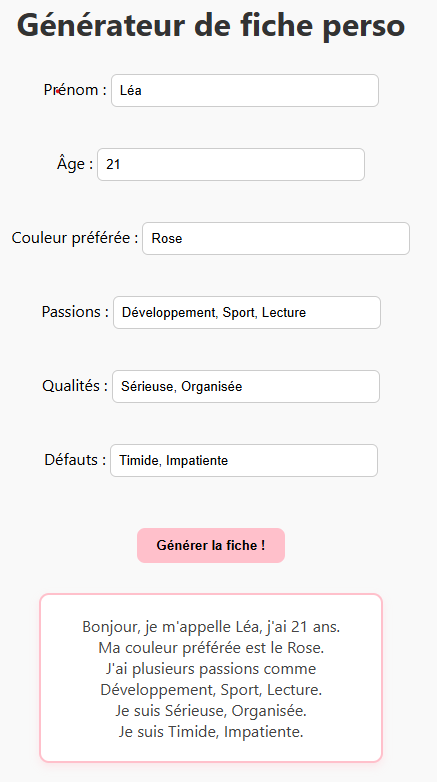 Générateur de fiche perso
Prénom : Léa
Âge : 21
Couleur préférée : Rose
Passions : Développement, Sport, Lecture
Qualités : Sérieuse, Organisée
Défauts : Timide, Impatiente
Générer la fiche !
Bonjour, je m'appelle Léa, j'ai 21 ans.
Ma couleur préférée est le Rose.
J'ai plusieurs passions comme
Développement, Sport, Lecture.
Je suis Sérieuse, Organisée.
Je suis Timide, Impatiente.